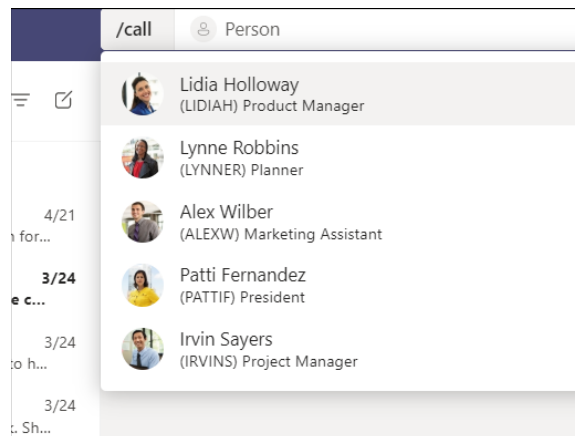 /call Person
Lidia Holloway
(LIDIAH) Product Manager
Lynne Robbins
(LYNNER) Planner
4/21
for...
Alex Wilber
(ALEXW) Marketing Assistant
3/24
e c...
Patti Fernandez
(PATTIF) President
3/24
to h...
Irvin Sayers
(IRVINS) Project Manager
3/24
. Sh...